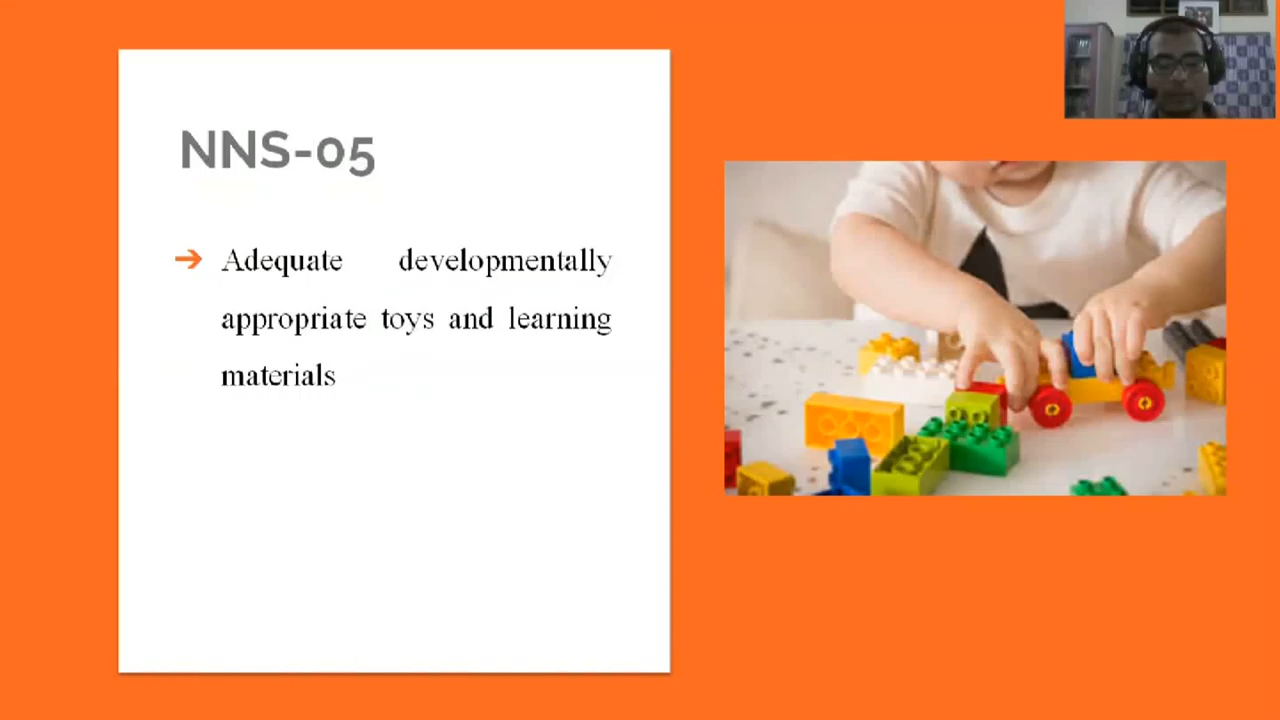 NNS-05
➔ Adequate developmentally
appropriate toys and learning
materials